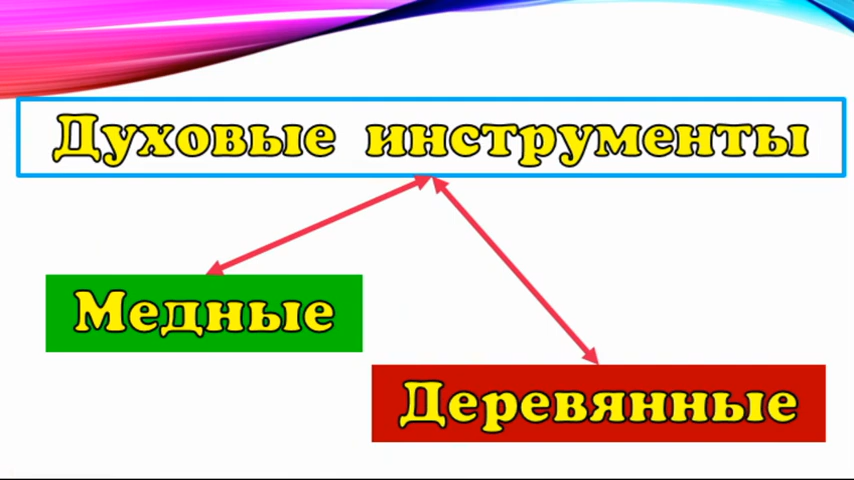 Духовые инструменты
Медные
Деревянные